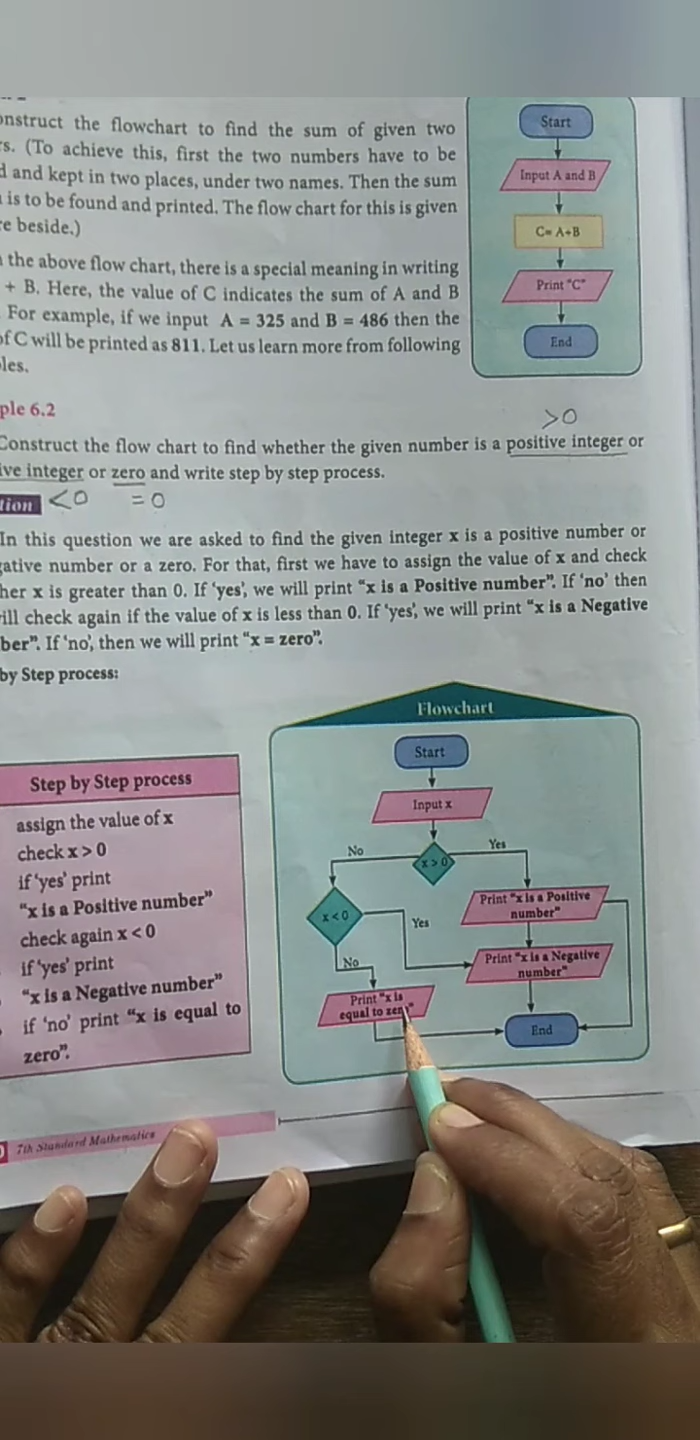 onstruct the flowchart to find the sum of given two
rs. (To achieve this, first the two numbers have to be
d and kept in two places, under two names. Then the sum
is to be found and printed. The flow chart for this is given
e beside.)
the above flow chart, there is a special meaning in writing
+ B. Here, the value of C indicates the sum of A and B
For example, if we input A = 325 and B = 486 then the
of C will be printed as 811. Let us learn more from following
les.
Start
Input A and B
C= A+B
Print "C"
End
ple 6.2
>0
Construct the flow chart to find whether the given number is a positive integer or
ive integer or zero and write step by step process.
tion <0 =0
In this question we are asked to find the given integer x is a positive number or
gative number or a zero. For that, first we have to assign the value of x and check
her x is greater than 0. If ‘yes’, we will print “x is a Positive number”. If ‘no’ then
ill check again if the value of x is less than 0. If ‘yes’, we will print “x is a Negative
ber”. If ‘no’, then we will print “x = zero”.
by Step process:
Step by Step process
assign the value of x
check x > 0
if ‘yes’ print
“x is a Positive number”
check again x < 0
if ‘yes’ print
“x is a Negative number”
if ‘no’ print “x is equal to
zero”.
Flowchart
Start
Input x
No
x > 0
Yes
x < 0
Print "x is a Positive
number"
Yes
Print "x is a Negative
number"
No
Print "x is
equal to zero"
End
7th Standard Mathematics